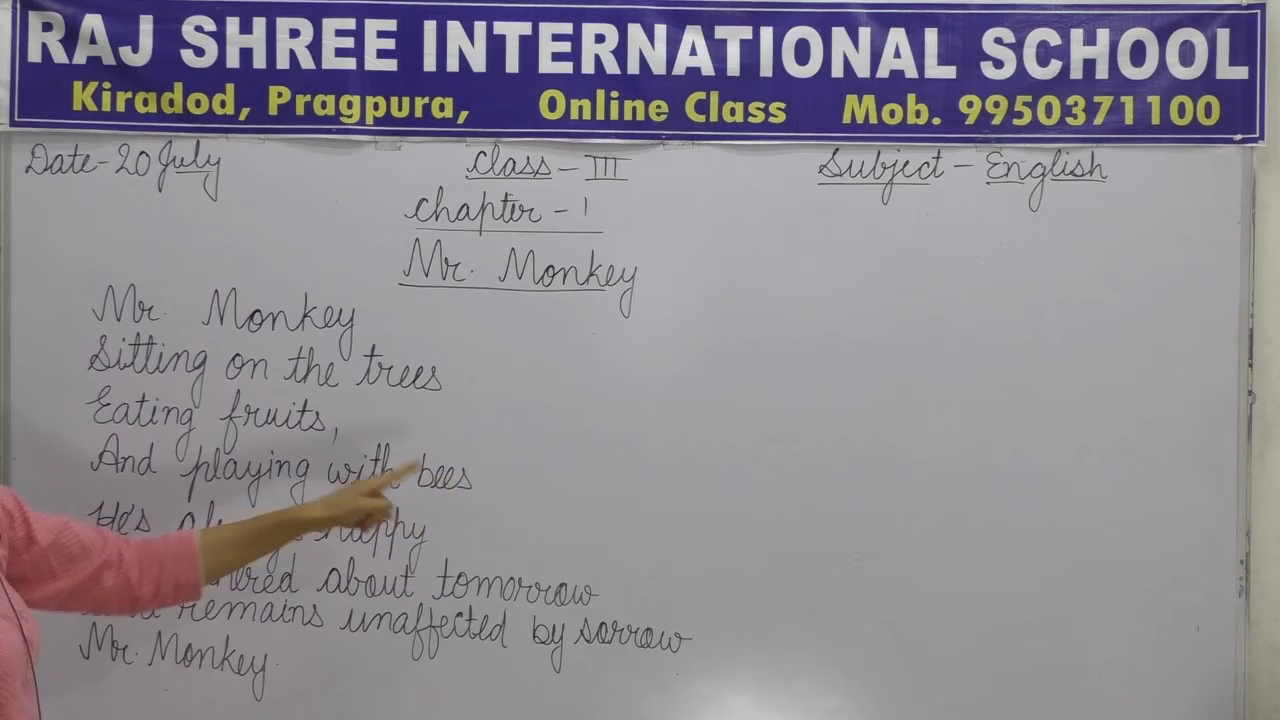 RAJ SHREE INTERNATIONAL SCHOOL
Kiradod, Pragpura, Online Class Mob. 9950371100
Date-20 July Class-III Subject-English
Chapter-1
Mr. Monkey
Mr. Monkey
Sitting on the trees
Eating fruits,
And playing with bees
He's happy
about tomorrow
remains unaffected by sorrow
Mr. Monkey.